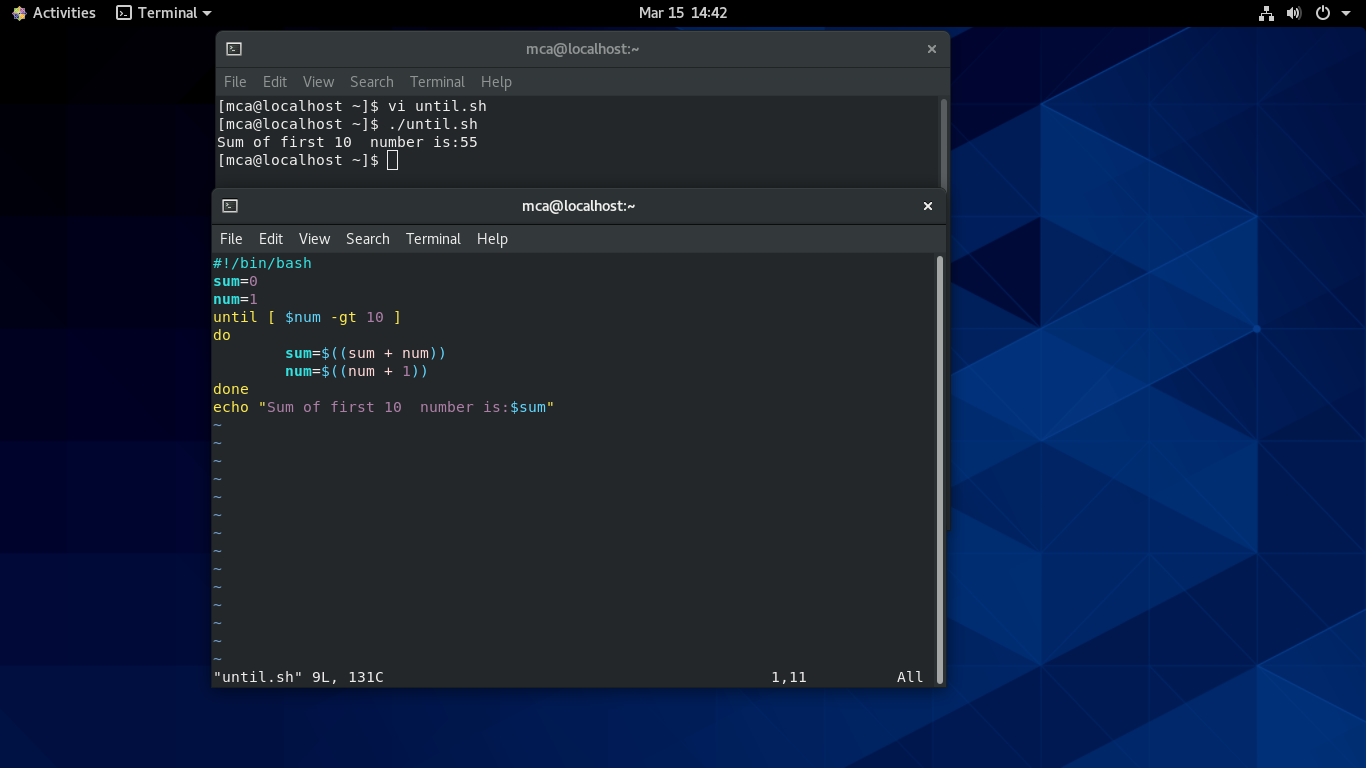 Activities Terminal Mar 15 14:42
mca@localhost:~
File Edit View Search Terminal Help
[mca@localhost ~]$ vi until.sh
[mca@localhost ~]$ ./until.sh
Sum of first 10  number is:55
[mca@localhost ~]$
mca@localhost:~
File Edit View Search Terminal Help
#!/bin/bash
sum=0
num=1
until [ $num -gt 10 ]
do
        sum=$((sum + num))
        num=$((num + 1))
done
echo "Sum of first 10  number is:$sum"
~
~
~
~
~
~
~
~
~
~
~
~
~
~
"until.sh" 9L, 131C 1,11 All